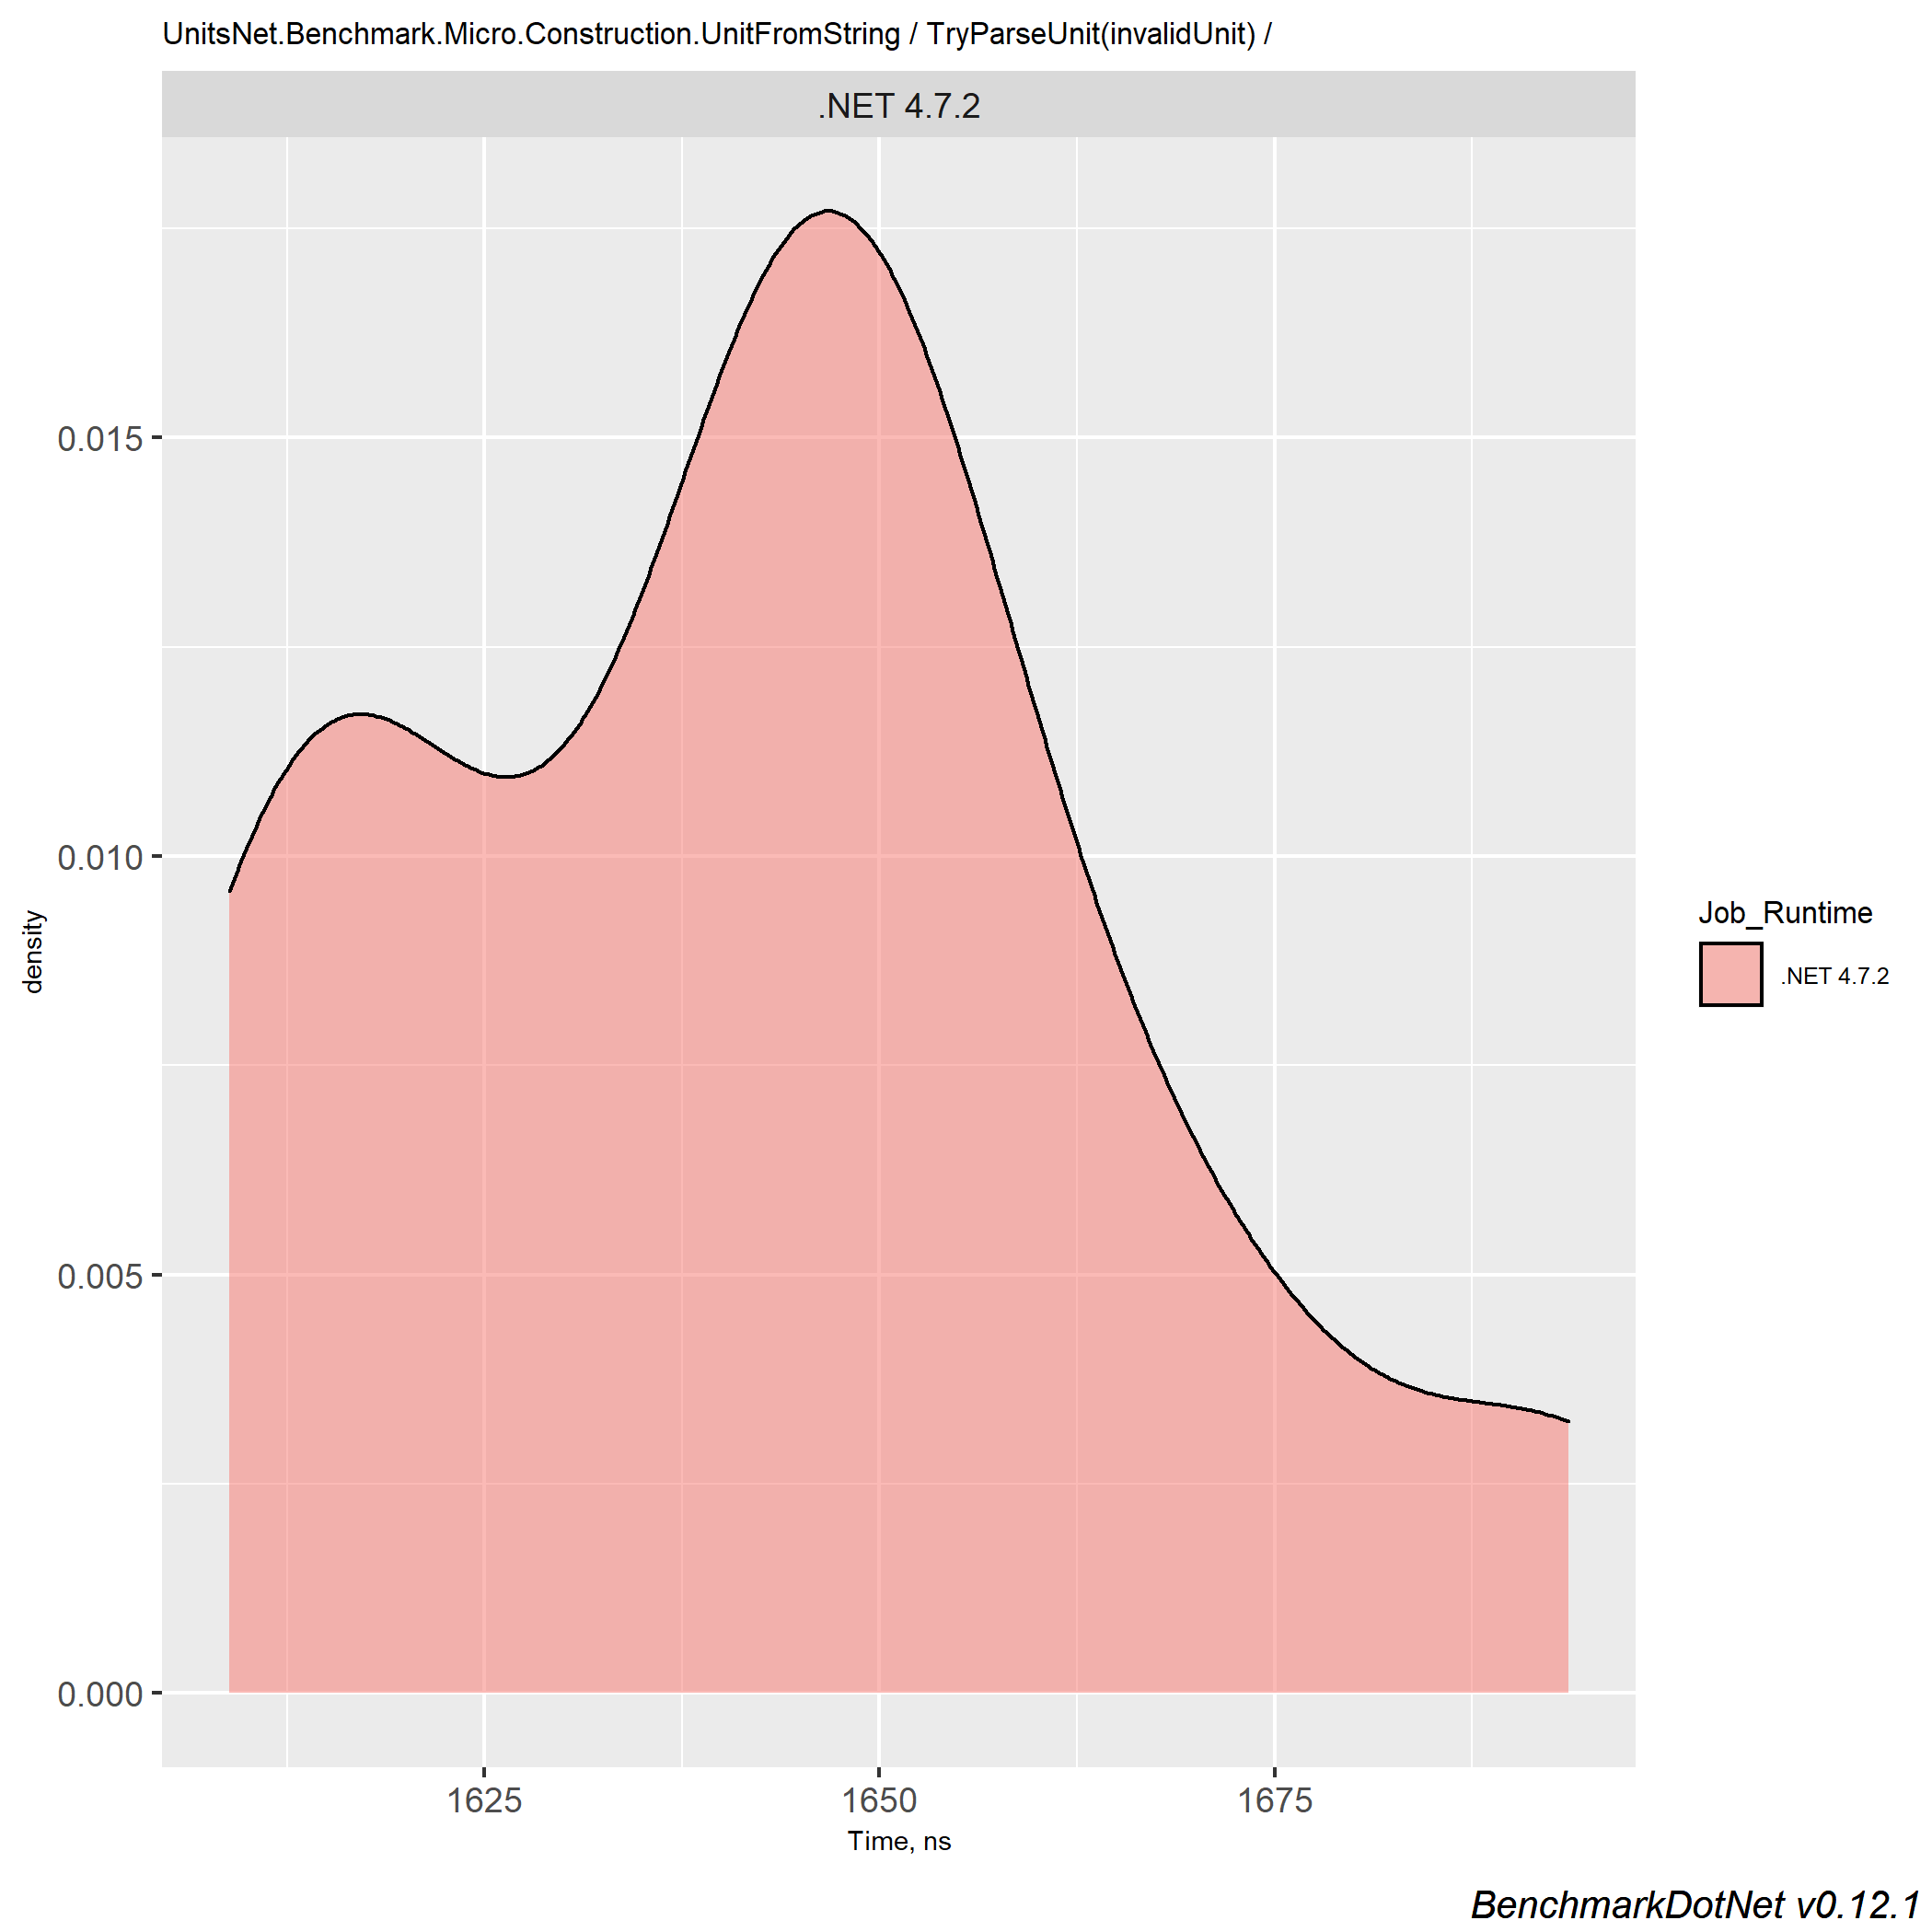 UnitsNet.Benchmark.Micro.Construction.UnitFromString / TryParseUnit(invalidUnit) /
.NET 4.7.2
0.015
0.010
0.005
0.000
density
1625 1650 1675
Time, ns
Job_Runtime
.NET 4.7.2
BenchmarkDotNet v0.12.1